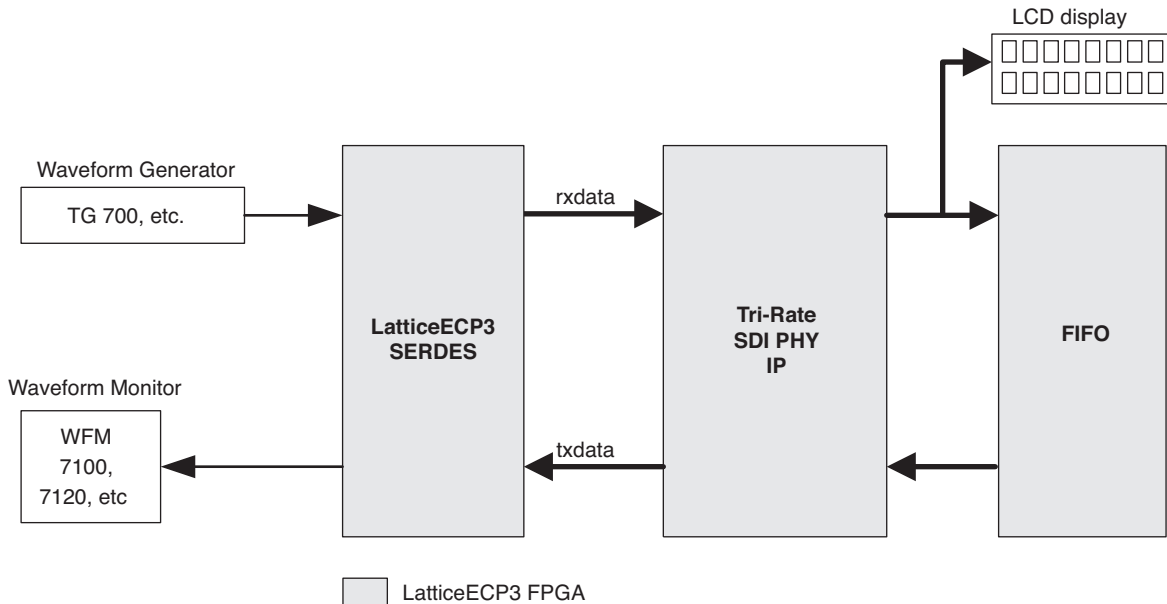 LCD display
Waveform Generator
TG 700, etc.
rxdata
LatticeECP3
SERDES
Tri-Rate
SDI PHY
IP
FIFO
Waveform Monitor
WFM
7100,
7120, etc
txdata
LatticeECP3 FPGA